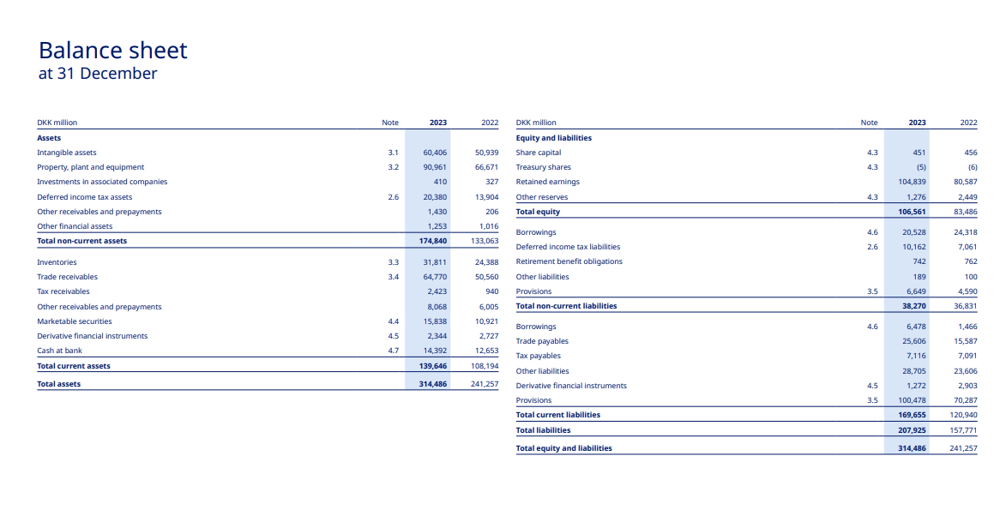 Balance sheet
at 31 December
DKK million Note 2023 2022
Assets
Intangible assets 3.1 60,406 50,939
Property, plant and equipment 3.2 90,961 66,671
Investments in associated companies 410 327
Deferred income tax assets 2.6 20,380 13,904
Other receivables and prepayments 1,430 206
Other financial assets 1,253 1,016
Total non-current assets 174,840 133,063
Inventories 3.3 31,811 24,388
Trade receivables 3.4 64,770 50,560
Tax receivables 2,423 940
Other receivables and prepayments 8,068 6,005
Marketable securities 4.4 15,838 10,921
Derivative financial instruments 4.5 2,344 2,727
Cash at bank 4.7 14,392 12,653
Total current assets 139,646 108,194
Total assets 314,486 241,257
DKK million Note 2023 2022
Equity and liabilities
Share capital 4.3 451 456
Treasury shares 4.3 (5) (6)
Retained earnings 104,839 80,587
Other reserves 4.3 1,276 2,449
Total equity 106,561 83,486
Borrowings 4.6 20,528 24,318
Deferred income tax liabilities 2.6 10,162 7,061
Retirement benefit obligations 742 762
Other liabilities 189 100
Provisions 3.5 6,649 4,590
Total non-current liabilities 38,270 36,831
Borrowings 4.6 6,478 1,466
Trade payables 25,606 15,587
Tax payables 7,116 7,091
Other liabilities 28,705 23,606
Derivative financial instruments 4.5 1,272 2,903
Provisions 3.5 100,478 70,287
Total current liabilities 169,655 120,940
Total liabilities 207,925 157,771
Total equity and liabilities 314,486 241,257